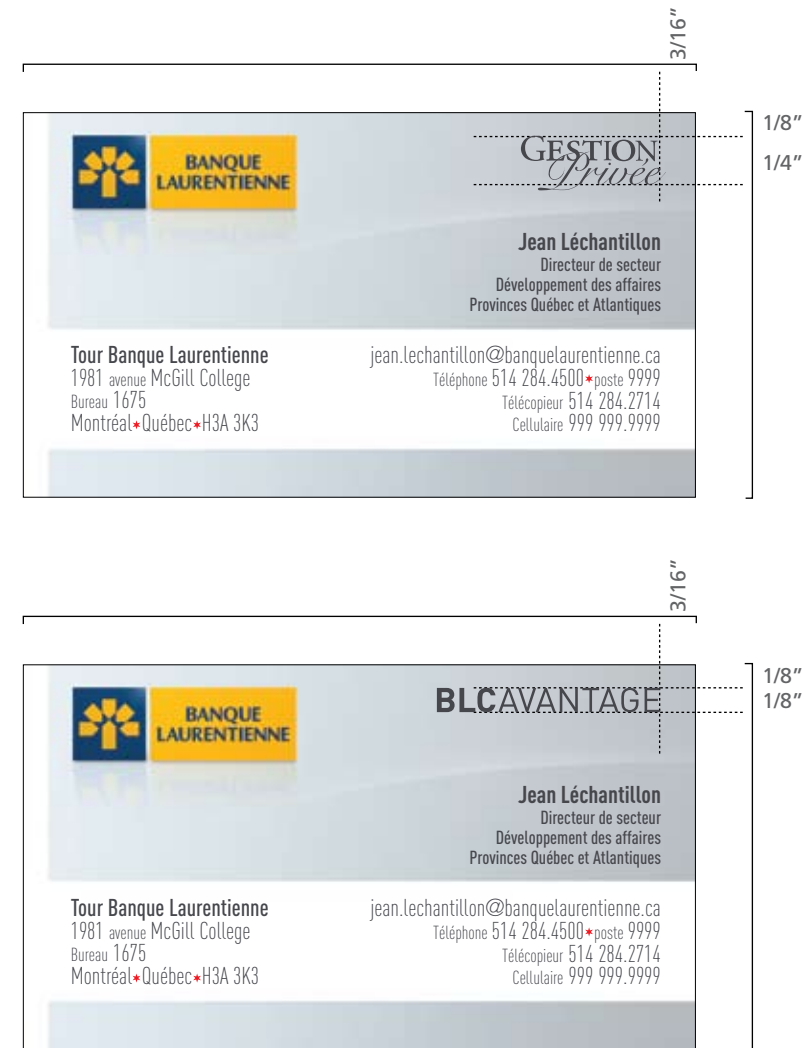 3/16"
1/8"
BANQUE
LAURENTIENNE
GESTION
Privée
1/4"
Jean Léchantillon
Directeur de secteur
Développement des affaires
Provinces Québec et Atlantiques
Tour Banque Laurentienne
1981 avenue McGill College
Bureau 1675
Montréal✶Québec✶H3A 3K3
jean.lechantillon@banquelaurentienne.ca
Téléphone 514 284.4500✶poste 9999
Télécopieur 514 284.2714
Cellulaire 999 999.9999
3/16"
1/8"
BANQUE
LAURENTIENNE
BLCAVANTAGE
1/8"
Jean Léchantillon
Directeur de secteur
Développement des affaires
Provinces Québec et Atlantiques
Tour Banque Laurentienne
1981 avenue McGill College
Bureau 1675
Montréal✶Québec✶H3A 3K3
jean.lechantillon@banquelaurentienne.ca
Téléphone 514 284.4500✶poste 9999
Télécopieur 514 284.2714
Cellulaire 999 999.9999